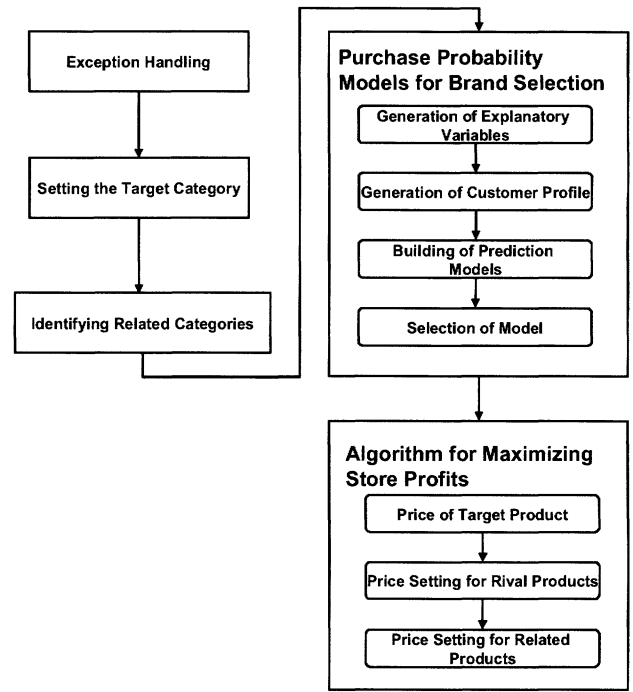 Exception Handling
Setting the Target Category
Identifying Related Categories
Purchase Probability
Models for Brand Selection
Generation of Explanatory
Variables
Generation of Customer Profile
Building of Prediction
Models
Selection of Model
Algorithm for Maximizing
Store Profits
Price of Target Product
Price Setting for Rival Products
Price Setting for Related
Products